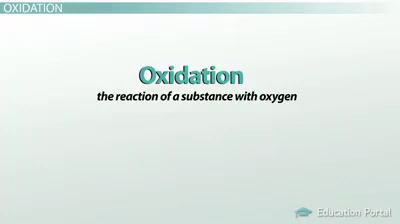 OXIDATION
Oxidation
the reaction of a substance with oxygen
Education Portal